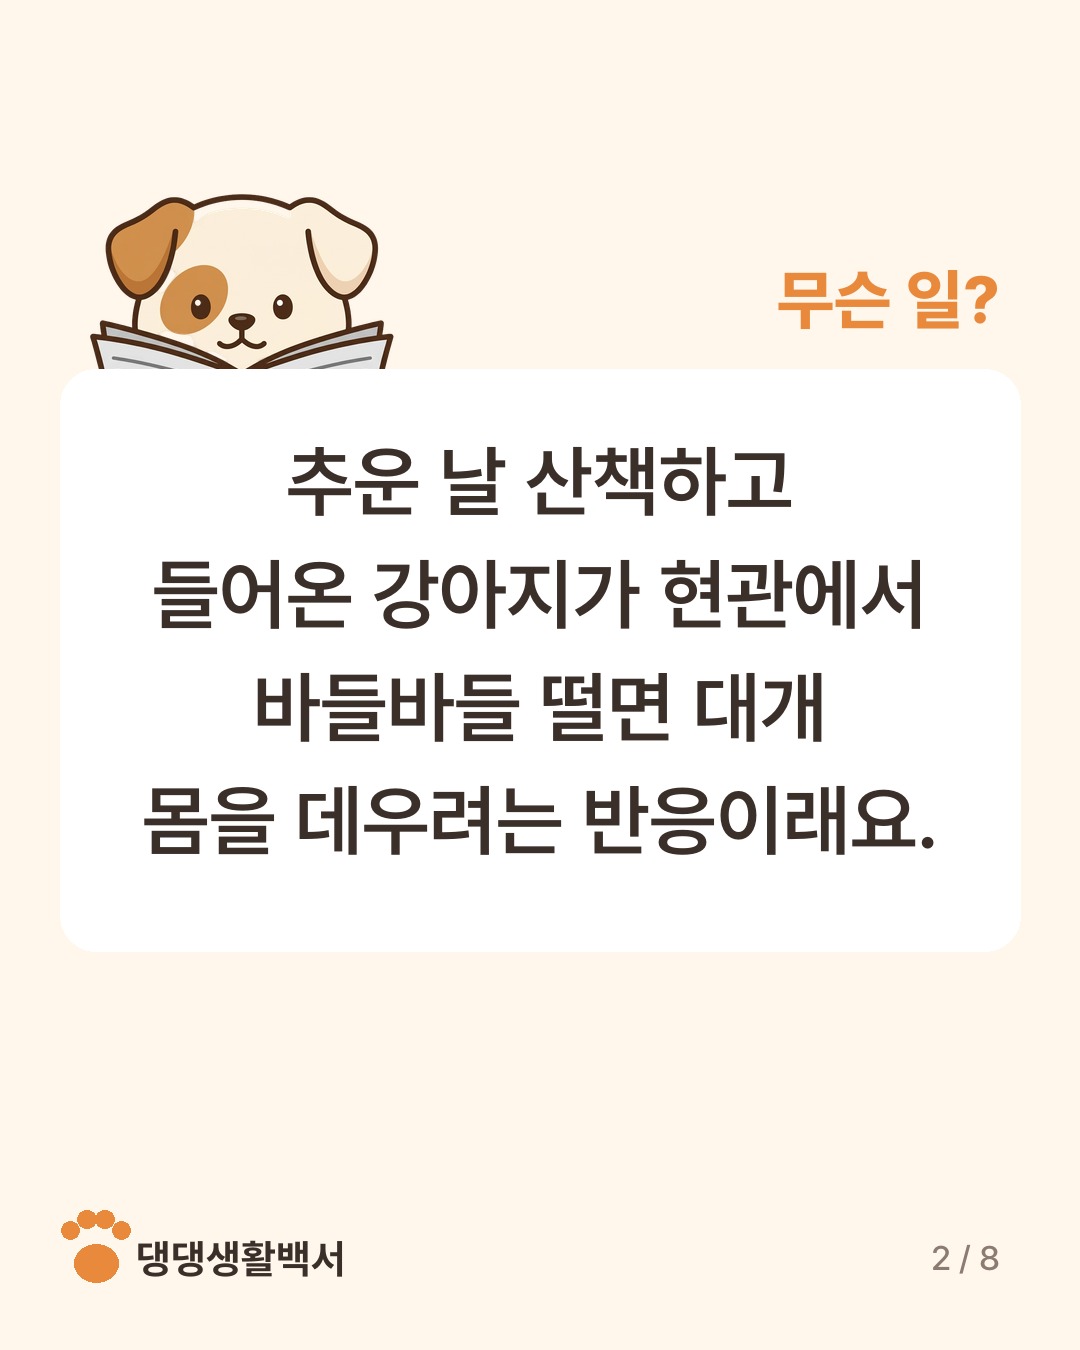 무슨 일?
추운 날 산책하고
들어온 강아지가 현관에서
바들바들 떨면 대개
몸을 데우려는 반응이래요.
댕댕생활백서
2 / 8